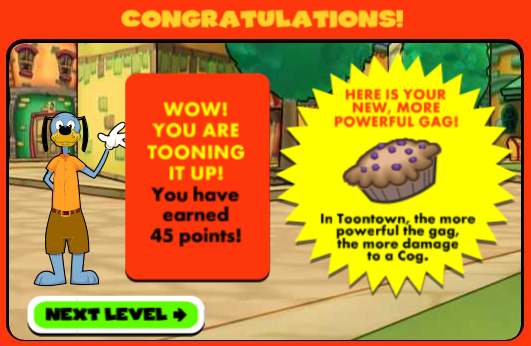 CONGRATULATIONS!
WOW!
YOU ARE
TOONING
IT UP!
You have
earned
45 points!
HERE IS YOUR
NEW, MORE
POWERFUL GAG!
In Toontown, the more
powerful the gag,
the more damage
to a Cog.
NEXT LEVEL